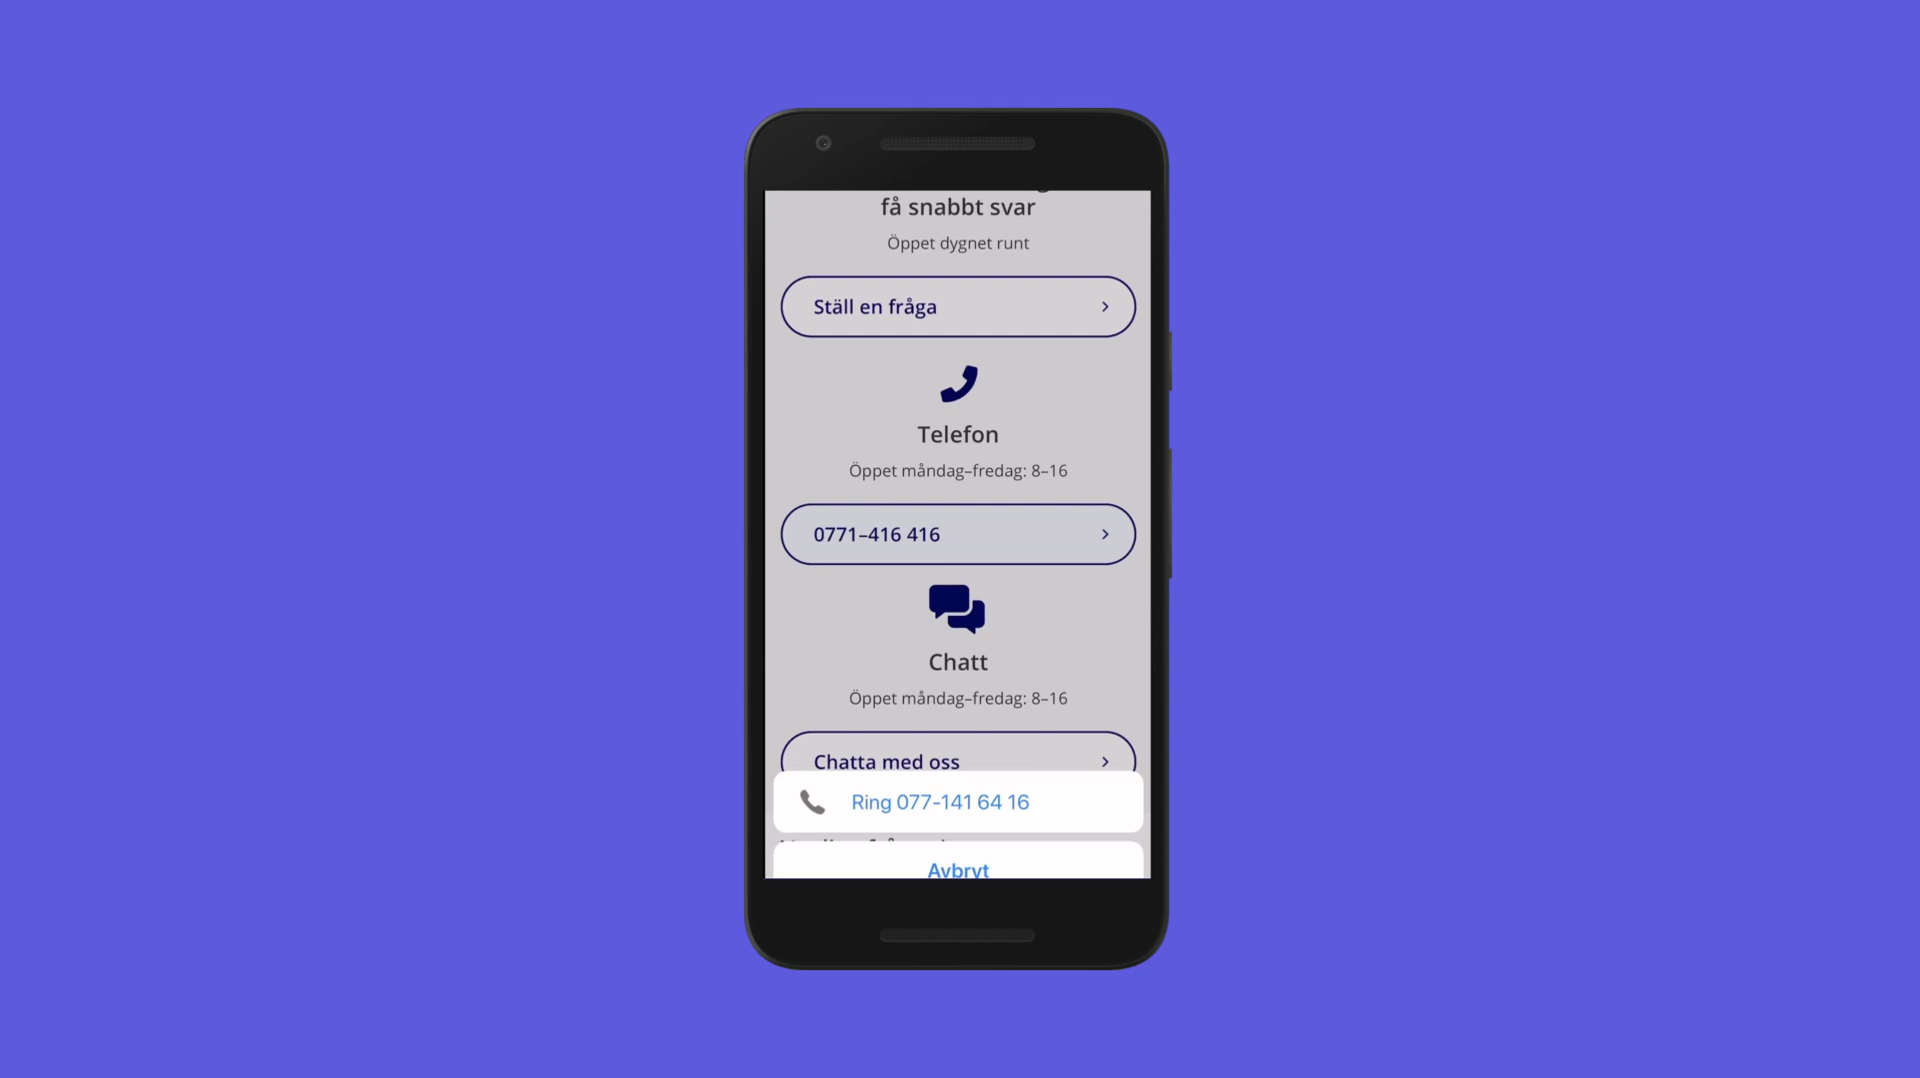 få snabbt svar
Öppet dygnet runt
Ställ en fråga
Telefon
Öppet måndag–fredag: 8–16
0771–416 416
Chatt
Öppet måndag–fredag: 8–16
Chatta med oss
Ring 077-141 64 16
Avbryt